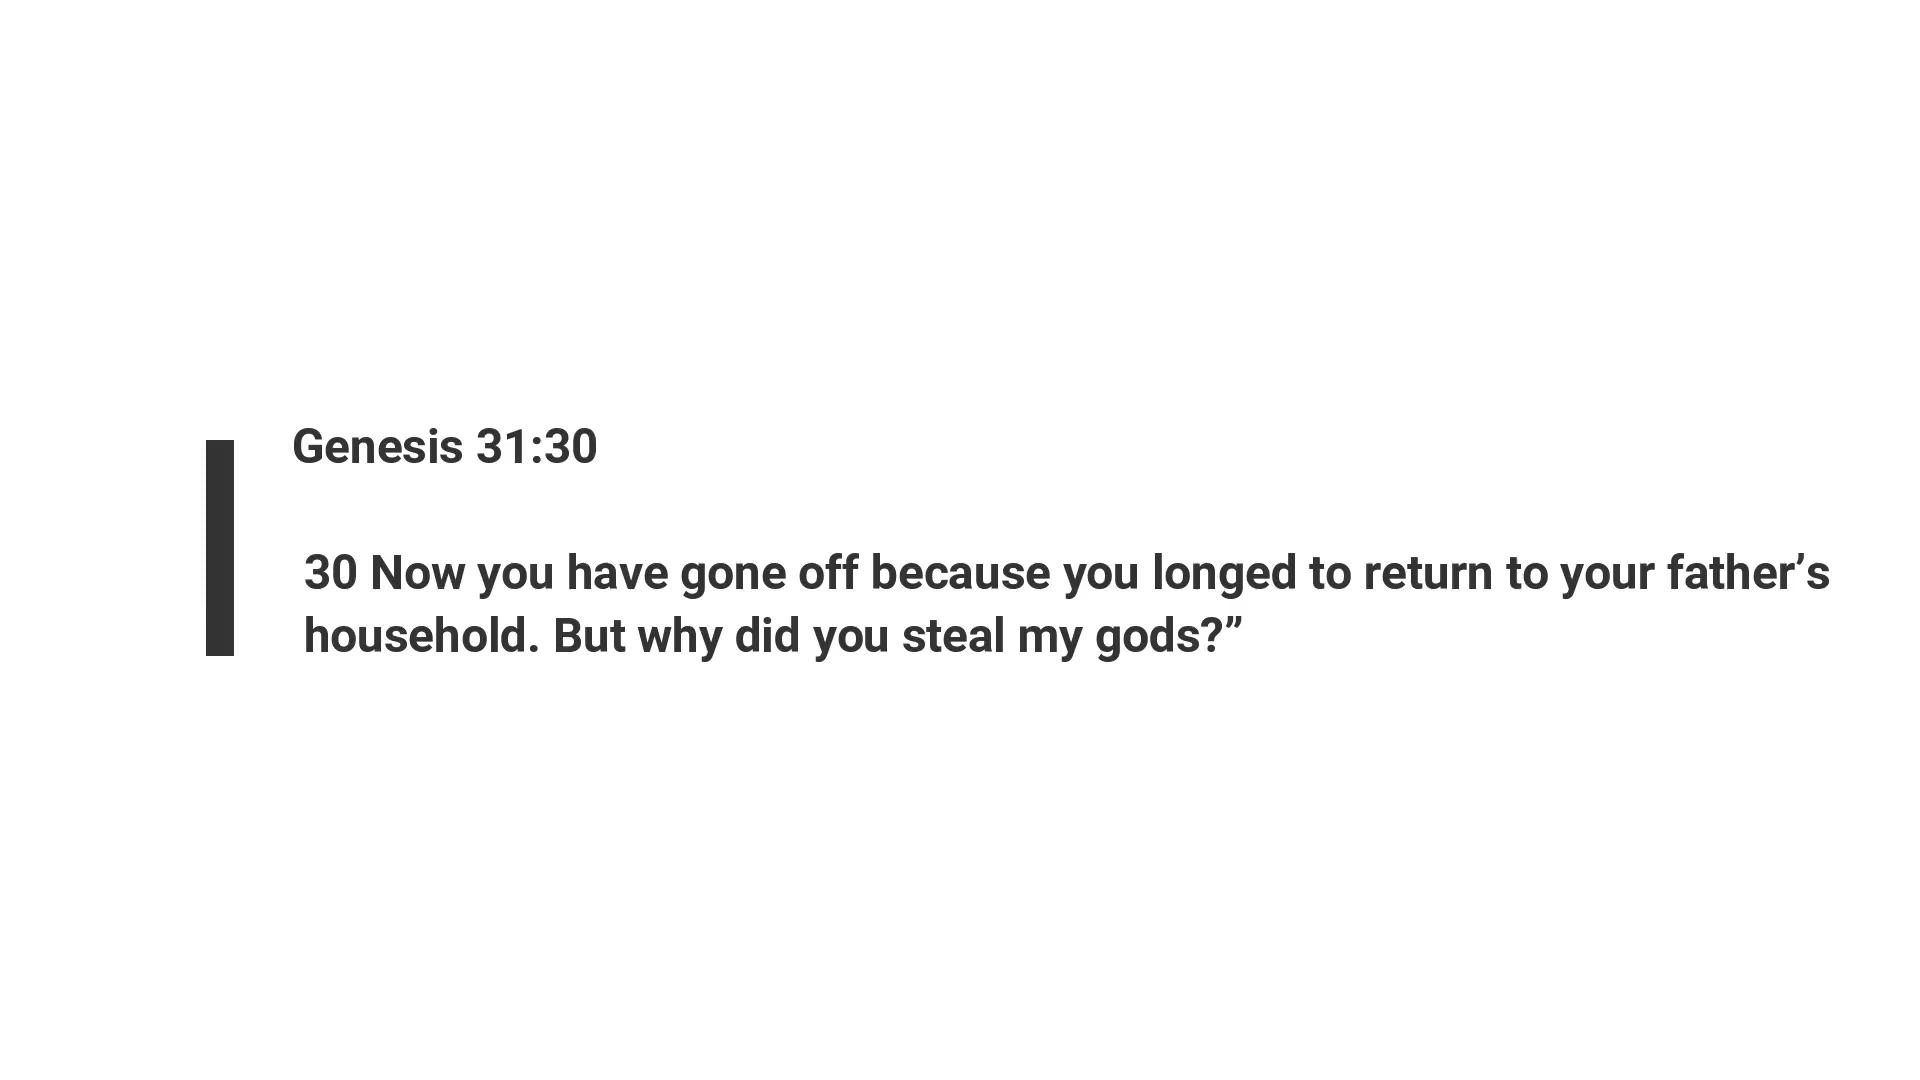 Genesis 31:30
30 Now you have gone off because you longed to return to your father’s
household. But why did you steal my gods?”